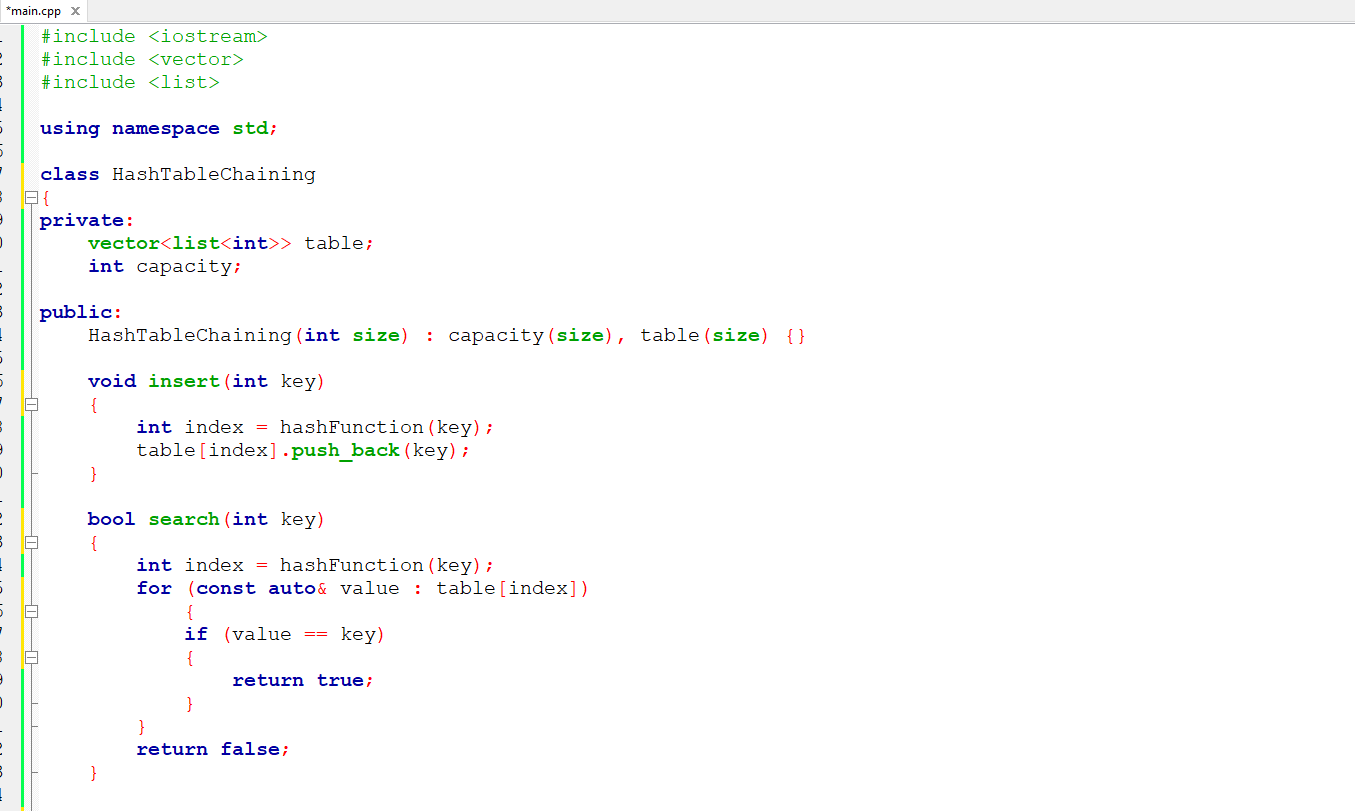 *main.cpp
#include <iostream>
#include <vector>
#include <list>
using namespace std;
class HashTableChaining
{
private:
    vector<list<int>> table;
    int capacity;
public:
    HashTableChaining(int size) : capacity(size), table(size) {}
    void insert(int key)
    {
        int index = hashFunction(key);
        table[index].push_back(key);
    }
    bool search(int key)
    {
        int index = hashFunction(key);
        for (const auto& value : table[index])
            {
            if (value == key)
            {
                return true;
            }
        }
        return false;
    }